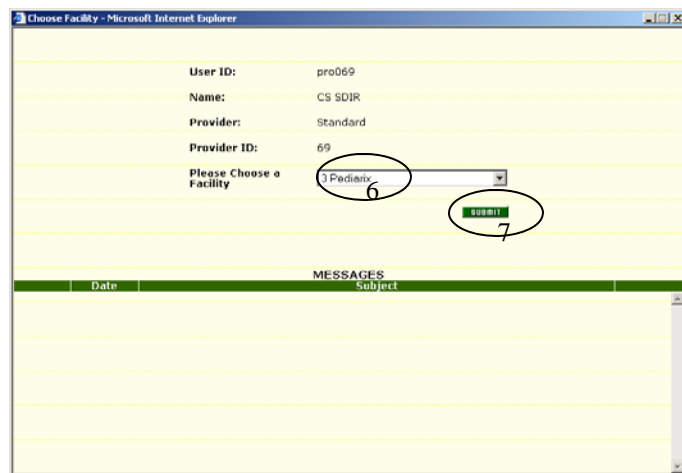 Choose Facility - Microsoft Internet Explorer
User ID: pro069
Name: CS SDIR
Provider: Standard
Provider ID: 69
Please Choose a
Facility
3 Pediarix
6
SUBMIT
7
MESSAGES
Date Subject